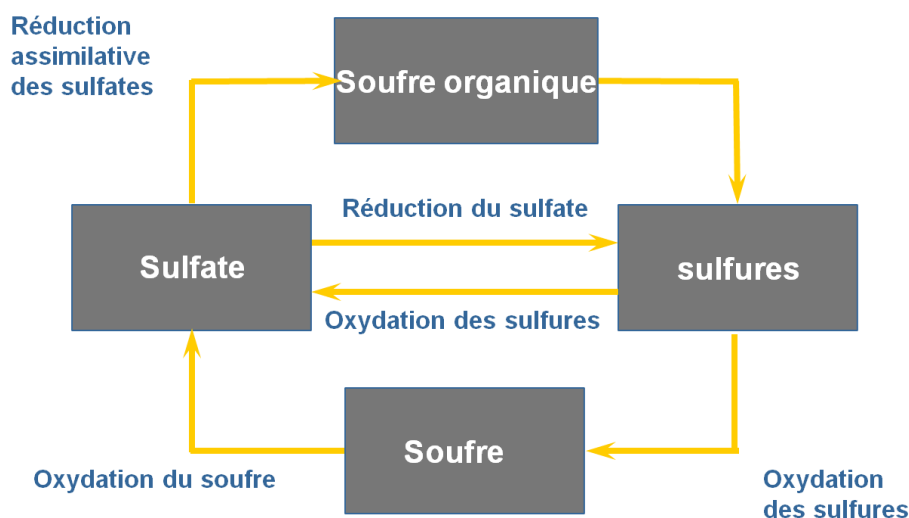 Réduction
assimilative
des sulfates
Soufre organique
Réduction du sulfate
Sulfate
sulfures
Oxydation des sulfures
Soufre
Oxydation du soufre
Oxydation
des sulfures